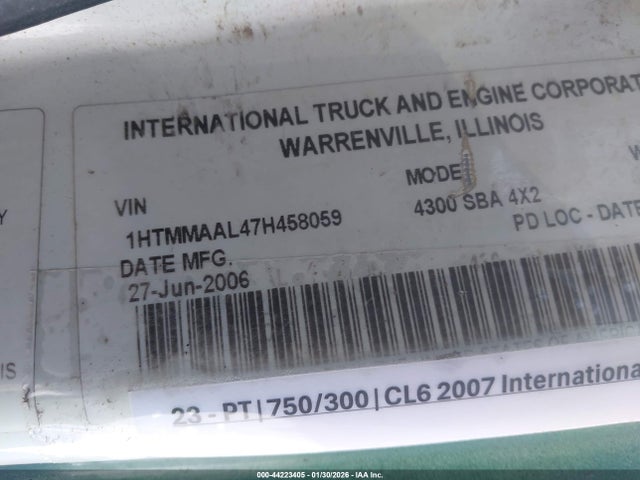 INTERNATIONAL TRUCK AND ENGINE CORPORAT
WARRENVILLE, ILLINOIS
VIN
MODE
1HTMMAAL47H458059
4300 SBA 4X2
DATE MFG.
PD LOC - DATE
27-Jun-2006
23 - PT | 750/300 | CL6 2007 International
000-44223405 - 01/30/2026 - IAA Inc.